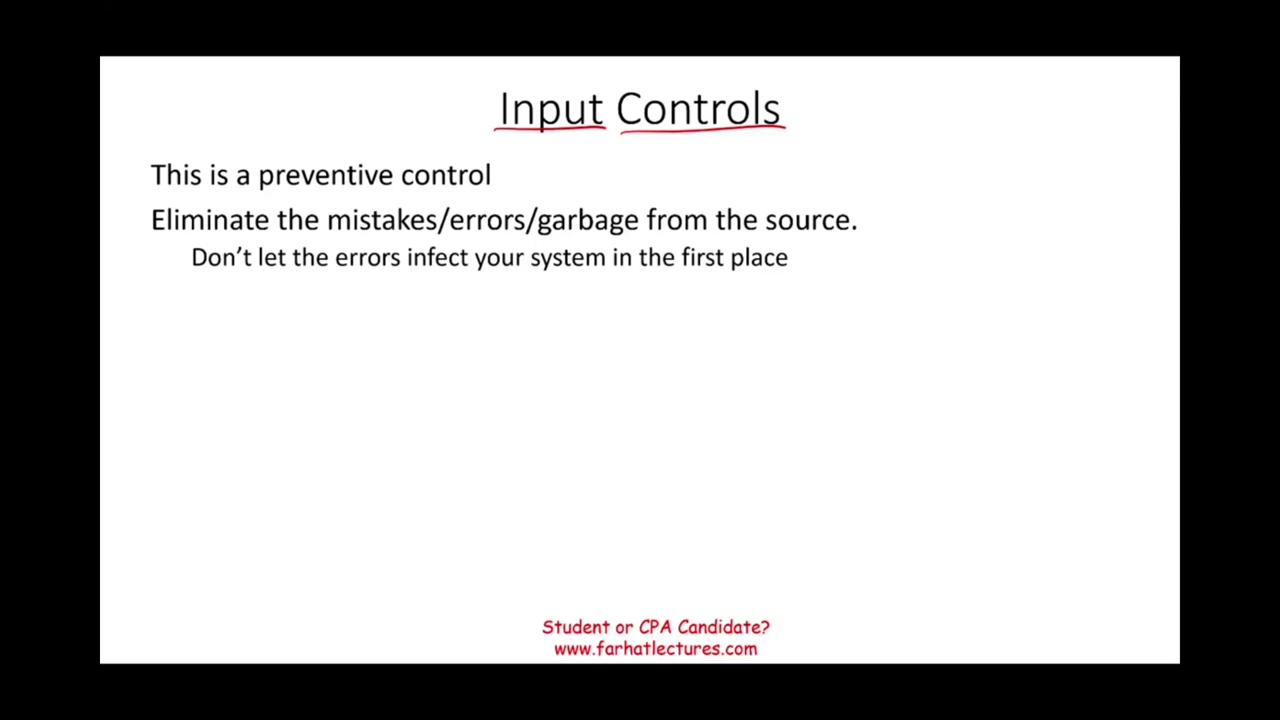 Input Controls
This is a preventive control
Eliminate the mistakes/errors/garbage from the source.
Don’t let the errors infect your system in the first place
Student or CPA Candidate?
www.farhatlectures.com